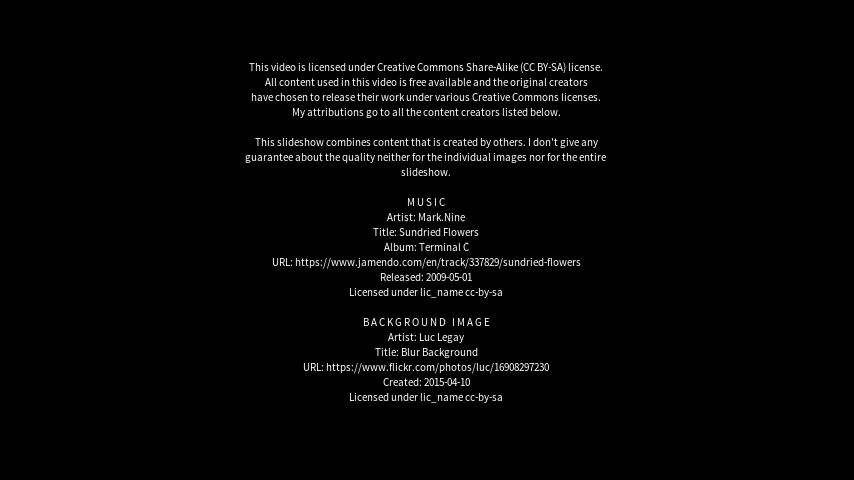 This video is licensed under Creative Commons Share-Alike (CC BY-SA) license.
All content used in this video is free available and the original creators
have chosen to release their work under various Creative Commons licenses.
My attributions go to all the content creators listed below.
This slideshow combines content that is created by others. I don't give any
guarantee about the quality neither for the individual images nor for the entire
slideshow.
MUSIC
Artist: Mark.Nine
Title: Sundried Flowers
Album: Terminal C
URL: https://www.jamendo.com/en/track/337829/sundried-flowers
Released: 2009-05-01
Licensed under lic_name cc-by-sa
BACKGROUND IMAGE
Artist: Luc Legay
Title: Blur Background
URL: https://www.flickr.com/photos/luc/16908297230
Created: 2015-04-10
Licensed under lic_name cc-by-sa